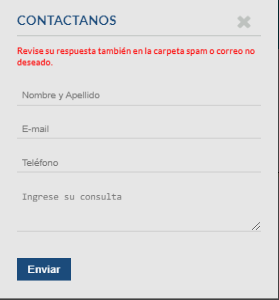 CONTACTANOS
Revise su respuesta también en la carpeta spam o correo no
deseado.
Nombre y Apellido
E-mail
Teléfono
Ingrese su consulta
Enviar